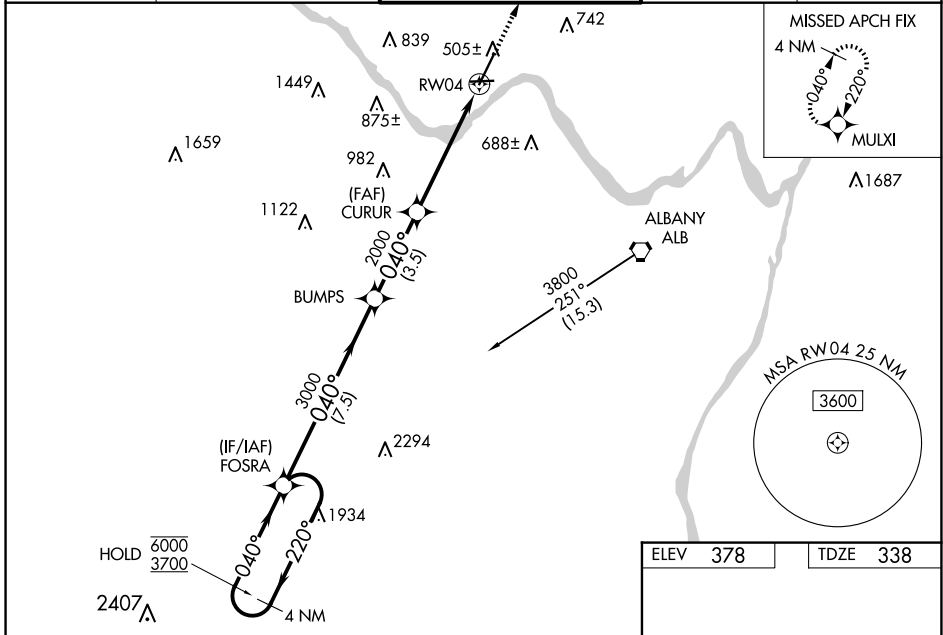 742
839
505±
RW04
1449
875±
1659
982
688±
(FAF)
CURUR
1122
2000
040°
(3.5)
BUMPS
ALBANY
ALB
3800
251°
(15.3)
3000
040°
(7.5)
(IF/IAF)
FOSRA
2294
1934
HOLD
6000
3700
040°
220°
4 NM
2407
MISSED APCH FIX
4 NM
040°
220°
MULXI
1687
MSA RW04 25 NM
3600
ELEV 378
TDZE 338